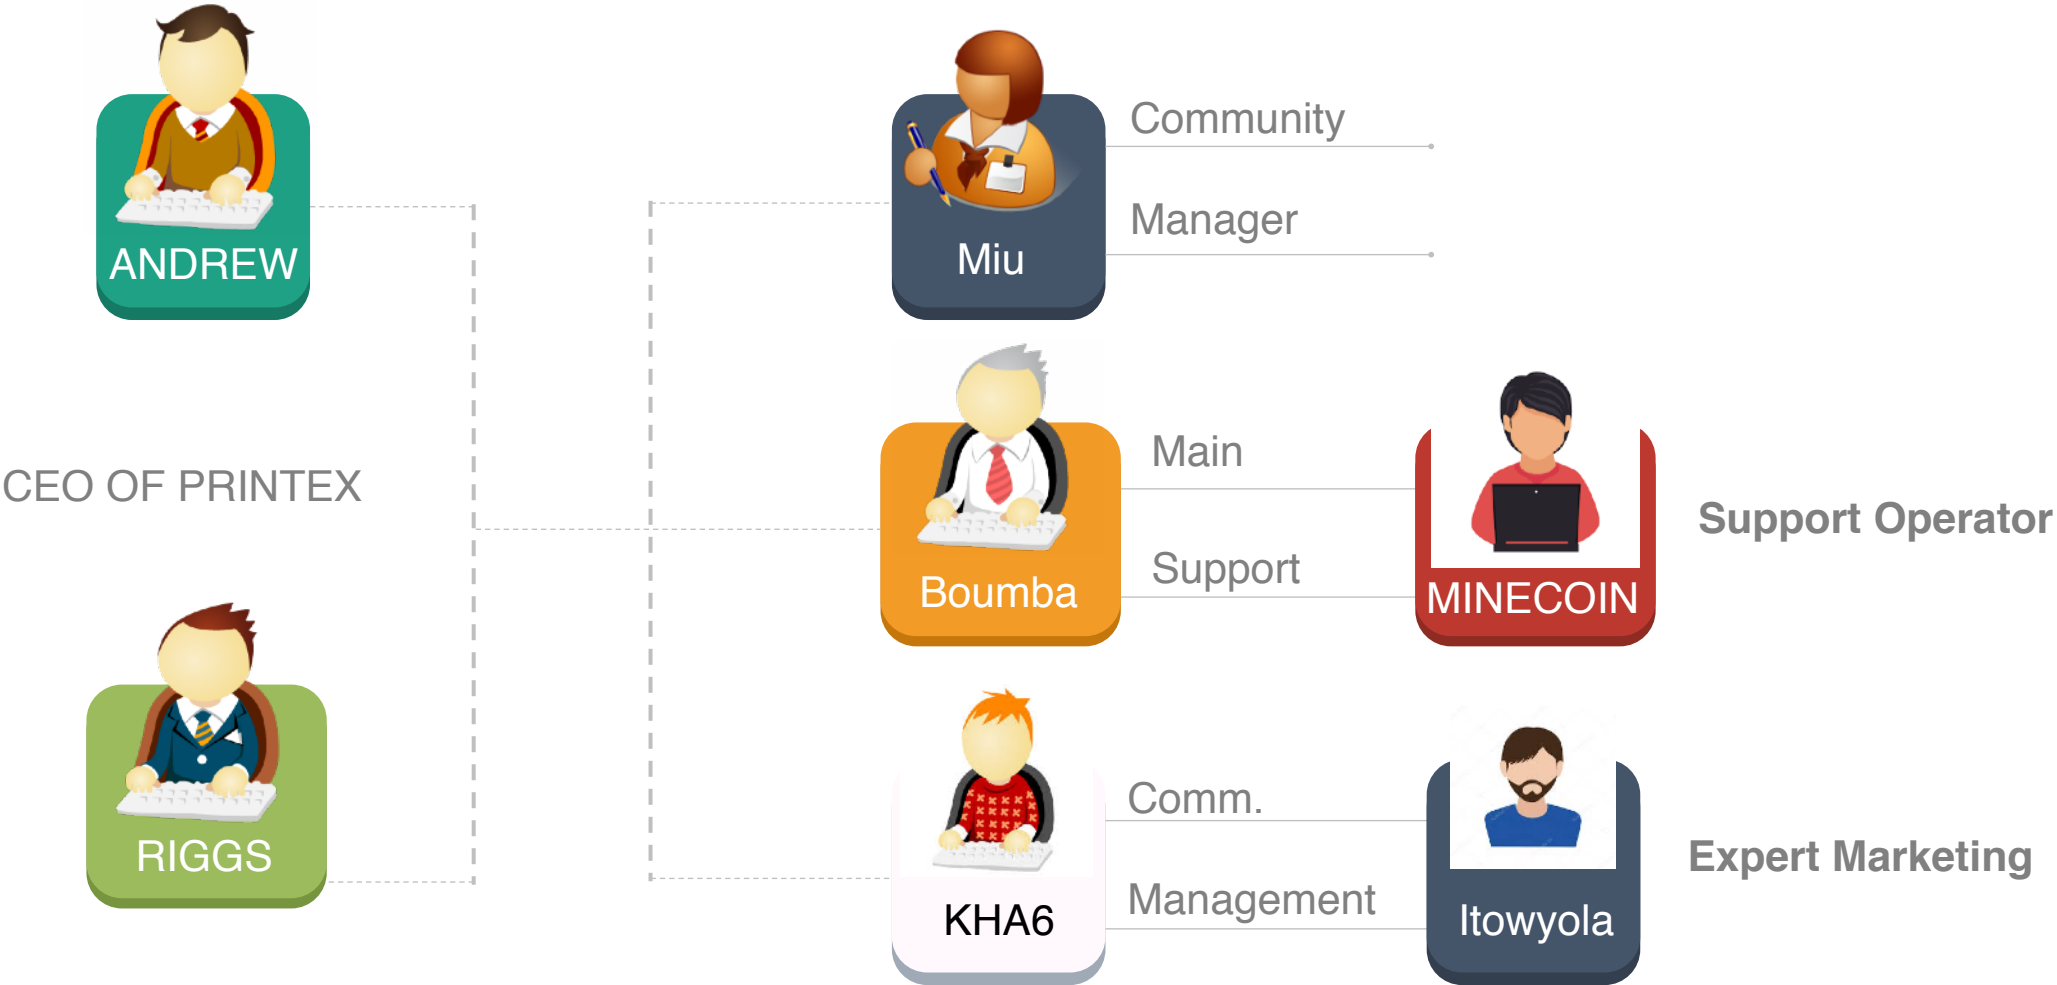 ANDREW
CEO OF PRINTEX
RIGGS
Miu
Community
Manager
Boumba
Main
Support
MINECOIN
Support Operator
KHA6
Comm.
Management
Itowyola
Expert Marketing